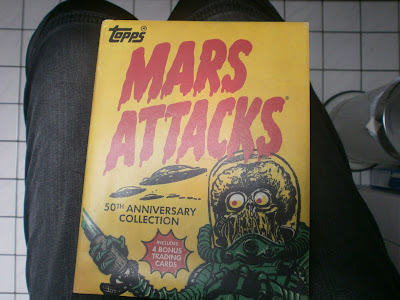 Topps®
MARS
ATTACKS®
50TH ANNIVERSARY
COLLECTION
INCLUDES
4 BONUS
TRADING
CARDS